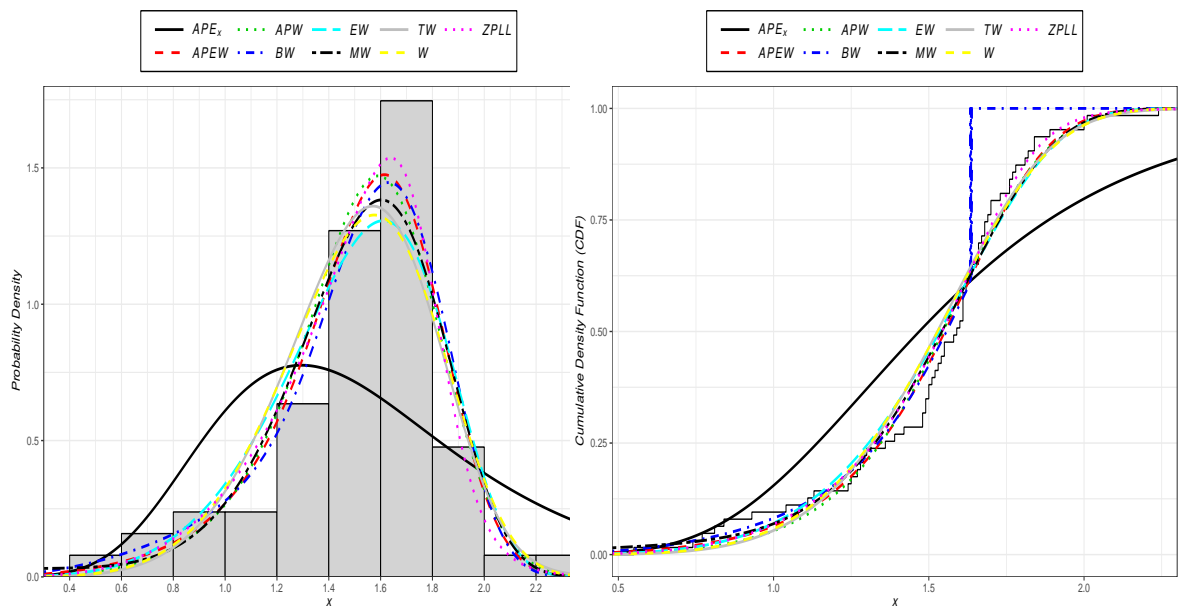 APEx APW EW TW ZPLL
APEW BW MW W
Probability Density
1.5
1.0
0.5
0.0
0.4 0.6 0.8 1.0 1.2 1.4 1.6 1.8 2.0 2.2
x
APEx APW EW TW ZPLL
APEW BW MW W
Cumulative Density Function (CDF)
1.00
0.75
0.50
0.25
0.00
0.5 1.0 1.5 2.0
x